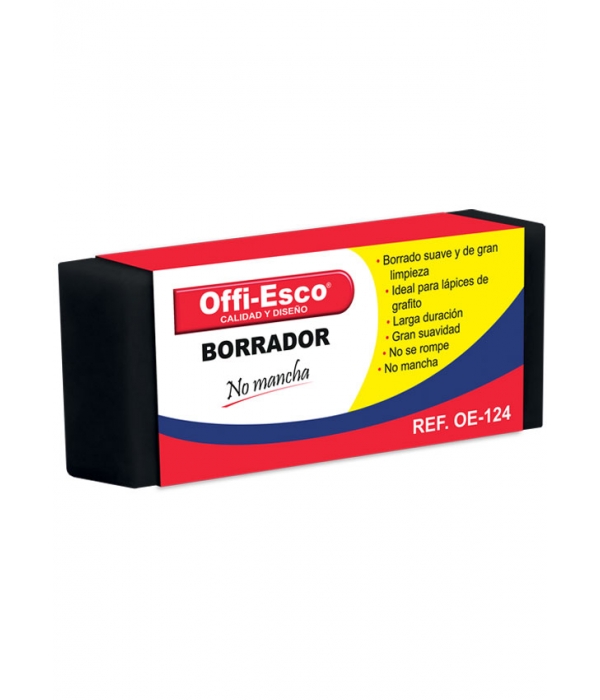 Offi-Esco®
CALIDAD Y DISEÑO
BORRADOR
No mancha
• Borrado suave y de gran
limpieza
• Ideal para lápices de
grafito
• Larga duración
• Gran suavidad
• No se rompe
• No mancha
REF. OE-124